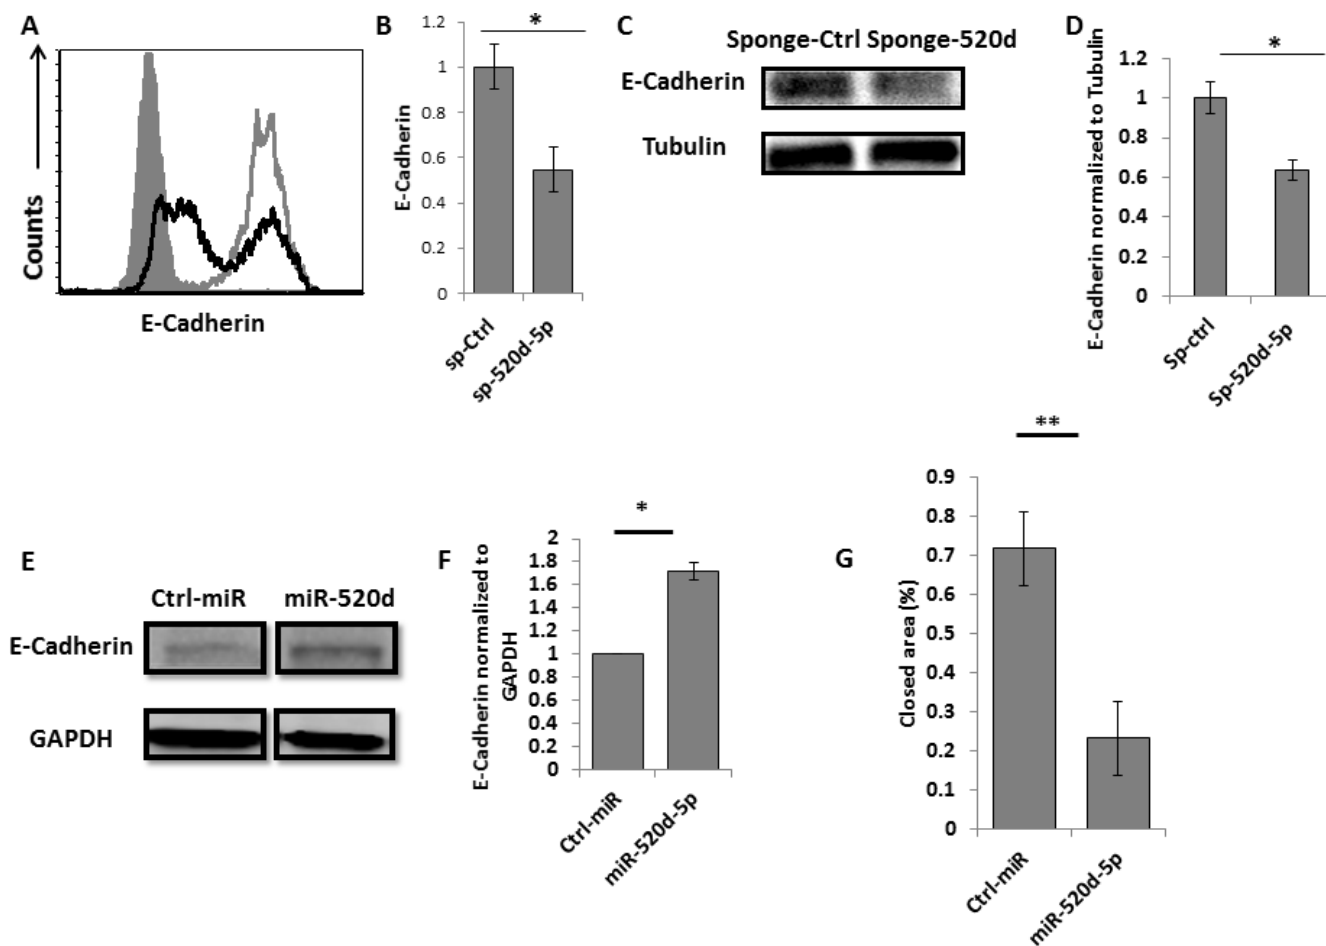 A
Counts
E-Cadherin
B
*
E-Cadherin
1.2
1
0.8
0.6
0.4
0.2
0
sp-Ctrl
sp-520d-5p
C
Sponge-Ctrl Sponge-520d
E-Cadherin
Tubulin
D
*
E-Cadherin normalized to Tubulin
1.2
1
0.8
0.6
0.4
0.2
0
Sp-ctrl
Sp-520d-5p
E
Ctrl-miR miR-520d
E-Cadherin
GAPDH
F
*
E-Cadherin normalized to
GAPDH
2
1.8
1.6
1.4
1.2
1
0.8
0.6
0.4
0.2
0
Ctrl-miR
miR-520d-5p
G
**
Closed area (%)
0.9
0.8
0.7
0.6
0.5
0.4
0.3
0.2
0.1
0
Ctrl-miR
miR-520d-5p